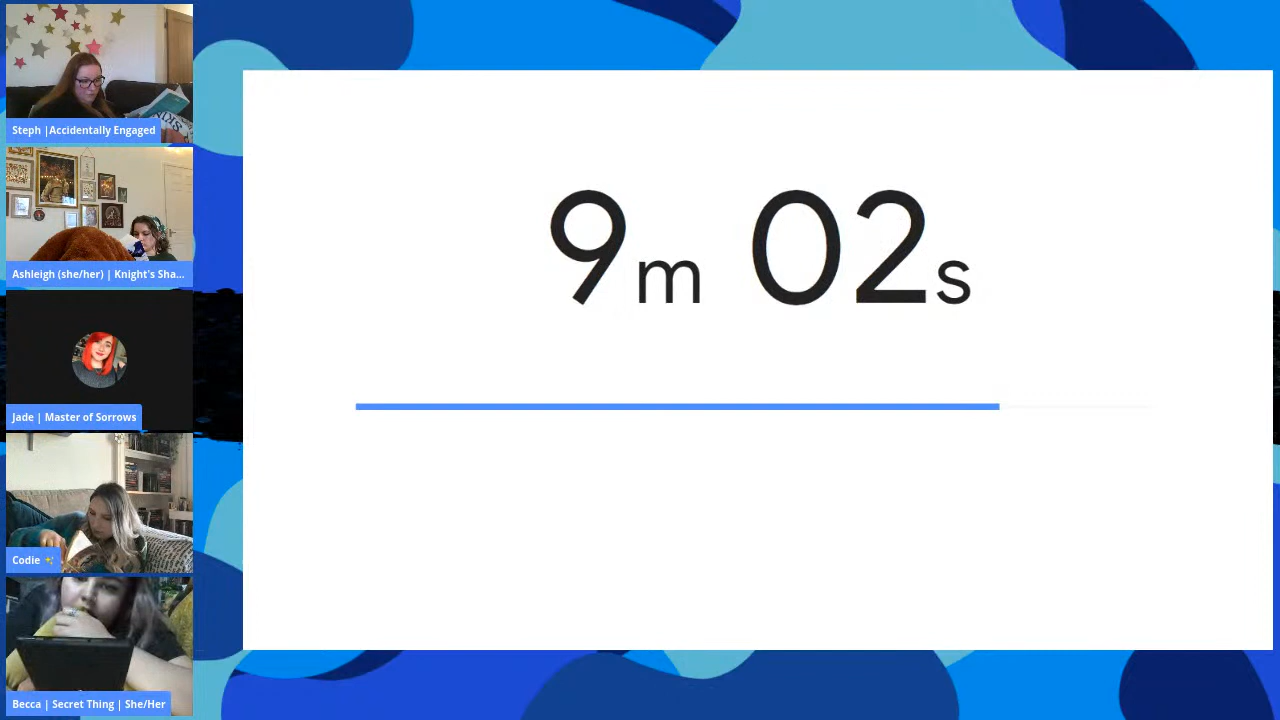 Steph |Accidentally Engaged
Ashleigh (she/her) | Knight's Sha...
Jade | Master of Sorrows
Codie ✨
Becca | Secret Thing | She/Her
9m 02s